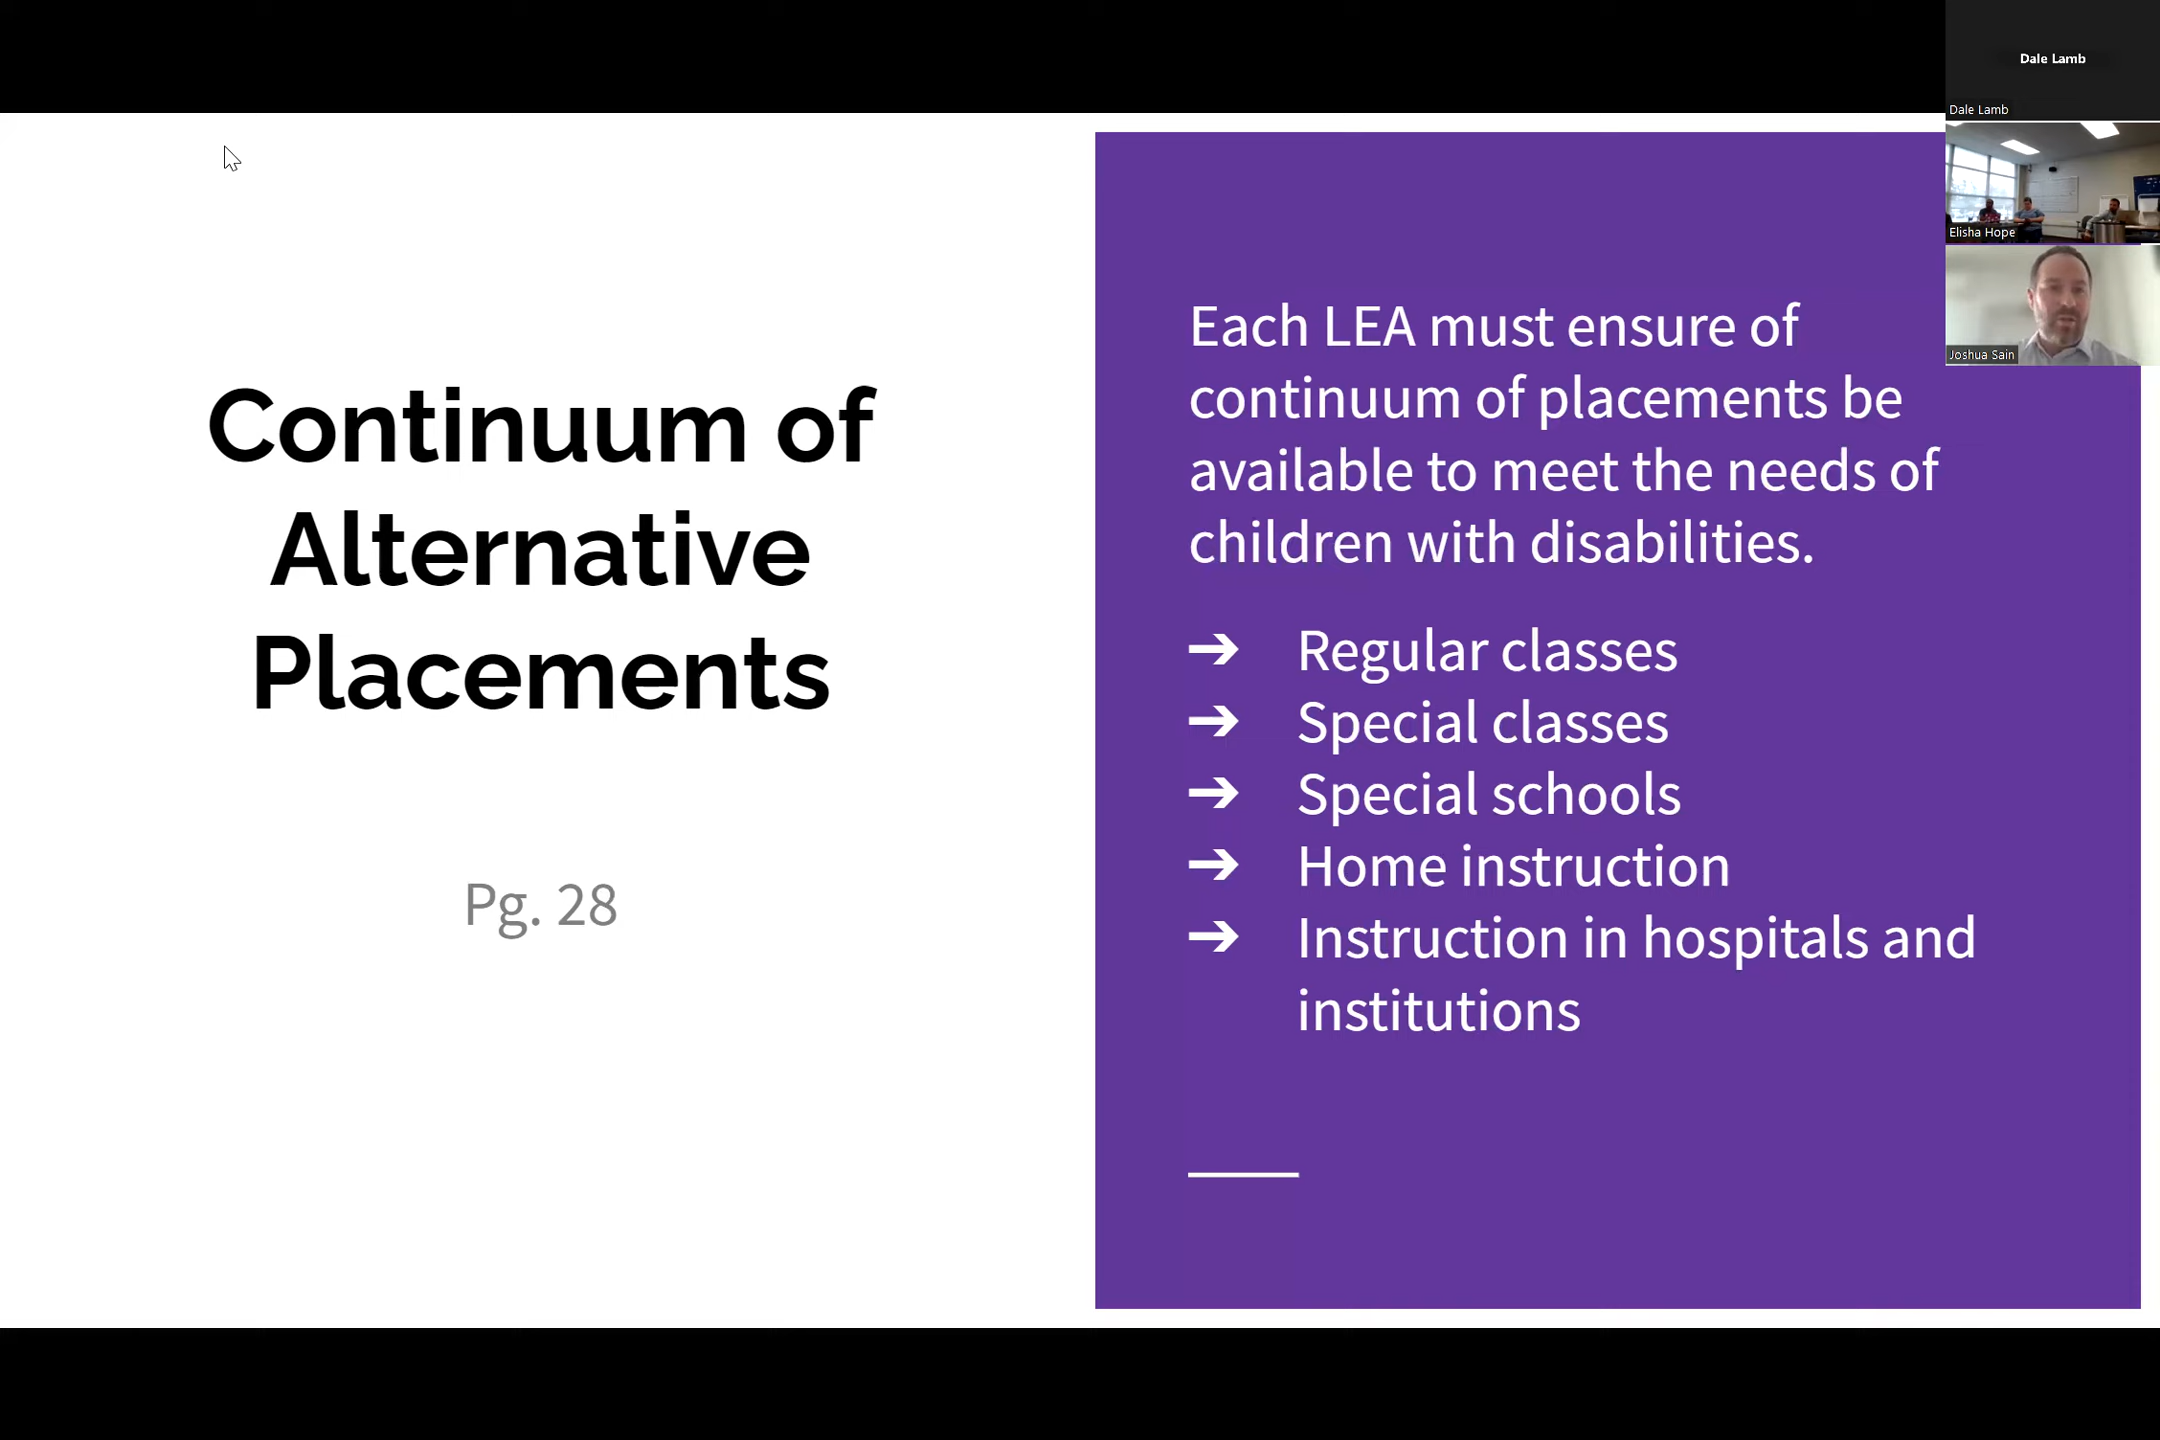 Continuum of
Alternative
Placements
Pg. 28
Each LEA must ensure of
continuum of placements be
available to meet the needs of
children with disabilities.
➔ Regular classes
➔ Special classes
➔ Special schools
➔ Home instruction
➔ Instruction in hospitals and
institutions
Dale Lamb
Dale Lamb
Elisha Hope
Joshua Sain